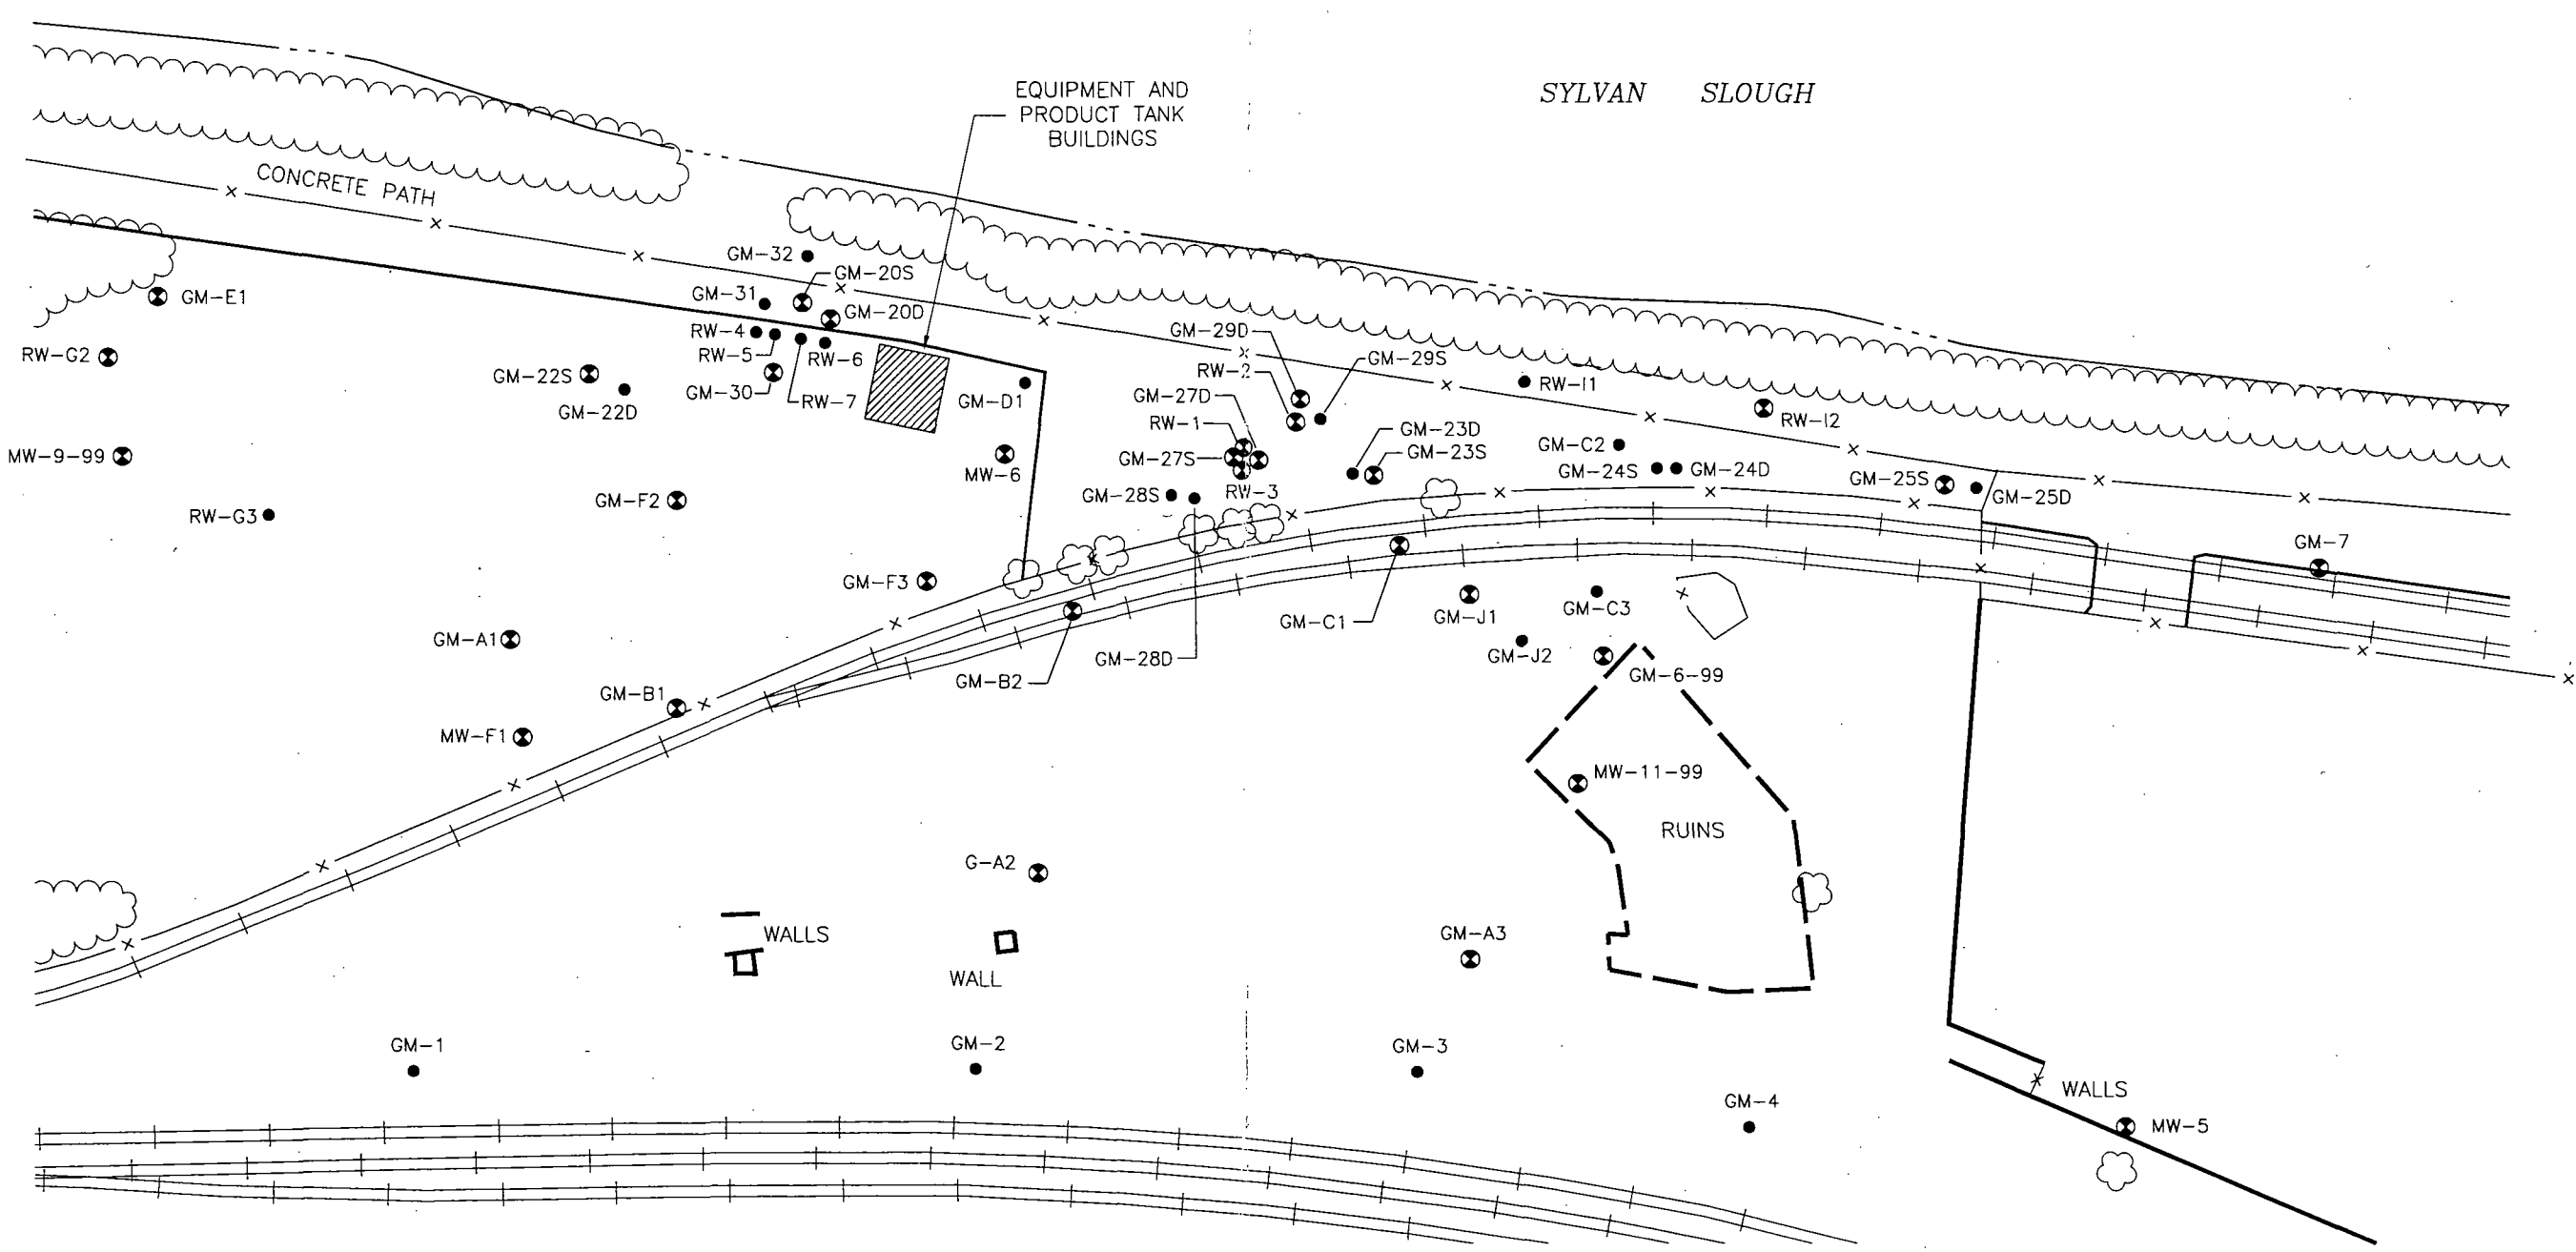 EQUIPMENT AND
PRODUCT TANK
BUILDINGS
SYLVAN SLOUGH
CONCRETE PATH
GM-32
GM-20S
GM-E1
GM-31
GM-20D
RW-4
GM-29D
RW-5
RW-6
RW-G2
GM-29S
RW-2
GM-22S
RW-I1
GM-30
RW-7
GM-D1
GM-27D
GM-22D
RW-1
RW-I2
GM-23D
GM-C2
GM-23S
MW-9-99
GM-27S
MW-6
GM-24S
GM-24D
GM-25S
RW-3
GM-28S
GM-25D
GM-F2
RW-G3
GM-7
GM-F3
GM-C3
GM-J1
GM-C1
GM-A1
GM-J2
GM-28D
GM-6-99
GM-B2
GM-B1
MW-F1
MW-11-99
RUINS
G-A2
WALLS
GM-A3
WALL
GM-1
GM-2
GM-3
WALLS
GM-4
MW-5